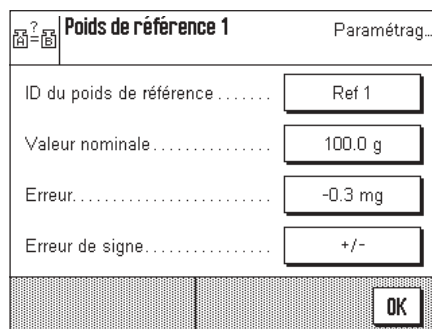 A ? = B Poids de référence 1 Paramétrag...
ID du poids de référence....... Ref 1
Valeur nominale............... 100.0 g
Erreur......................... -0.3 mg
Erreur de signe................ +/-
OK